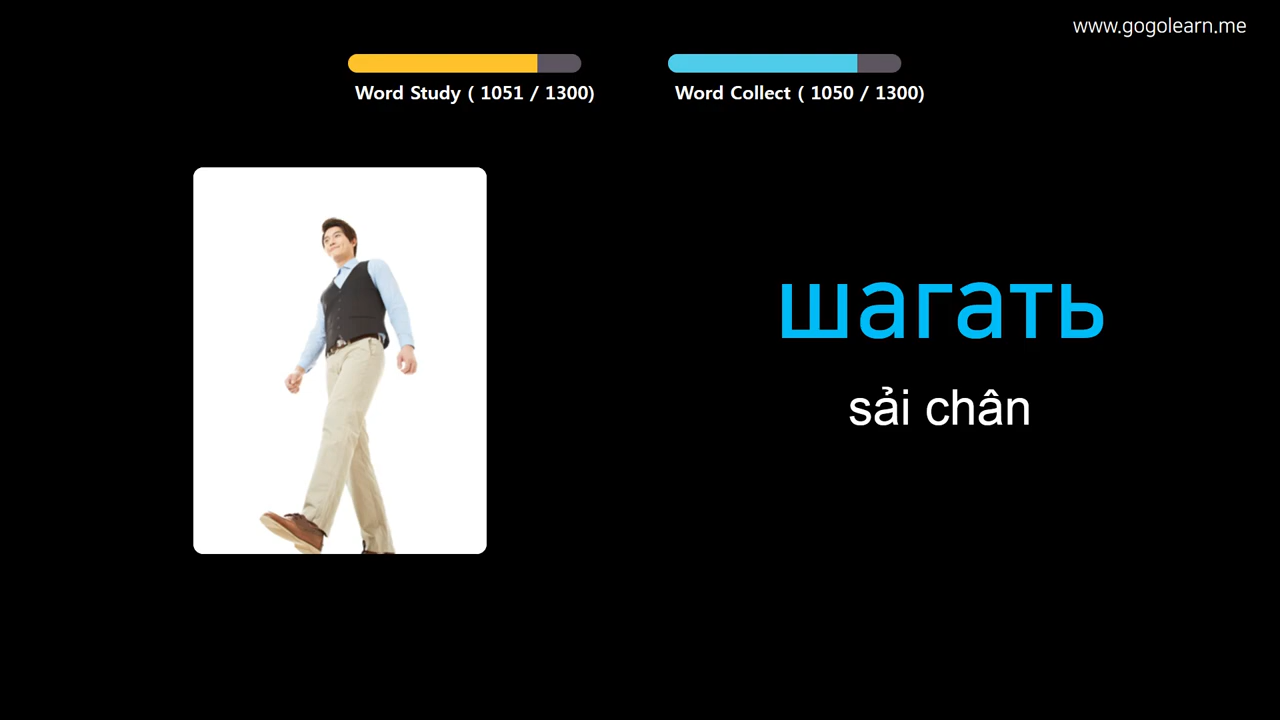 www.gogolearn.me
Word Study ( 1051 / 1300)
Word Collect ( 1050 / 1300)
шагать
sải chân